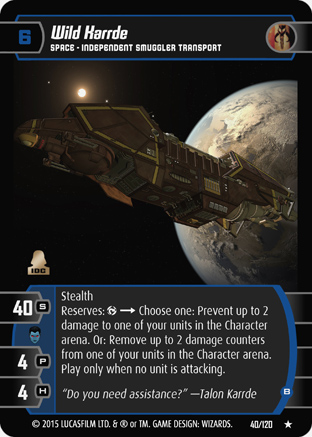 6
Wild Karrde
SPACE - INDEPENDENT SMUGGLER TRANSPORT
IDC
40 S
4 P
4 H
Stealth
Reserves: → Choose one: Prevent up to 2
damage to one of your units in the Character
arena. Or: Remove up to 2 damage counters
from one of your units in the Character arena.
Play only when no unit is attacking.
"Do you need assistance?" —Talon Karrde
B
© 2015 LUCASFILM LTD. & ® or TM. GAME DESIGN: WIZARDS.
40/120 ★